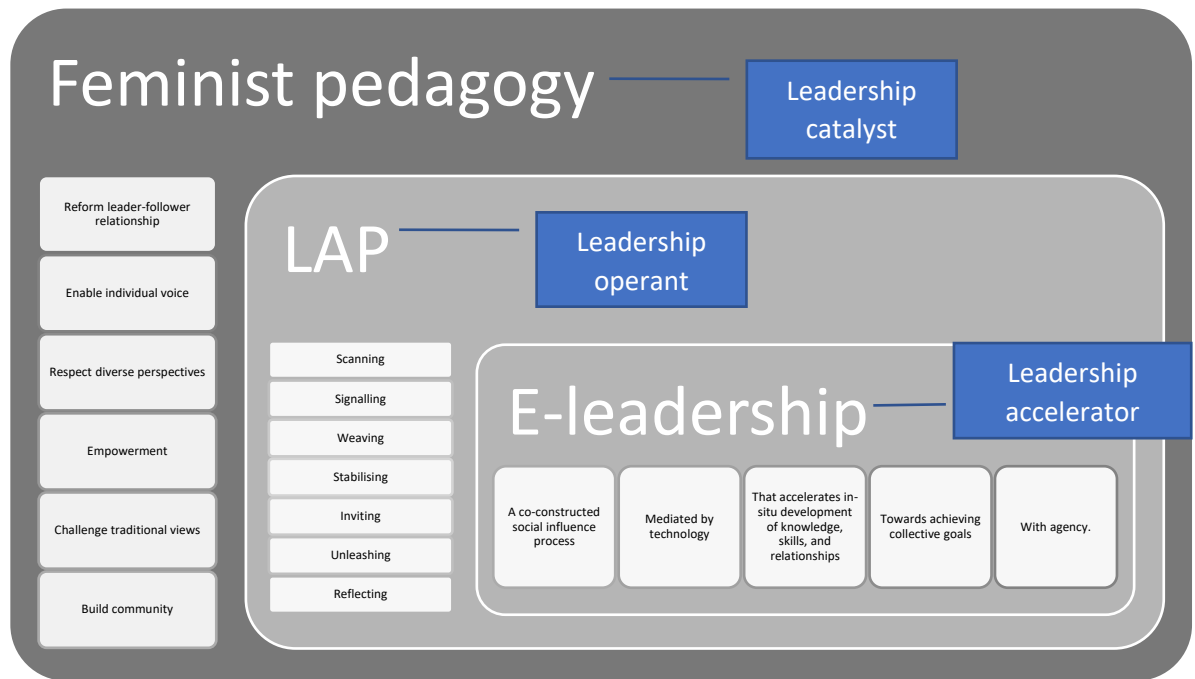 Feminist pedagogy
Leadership
catalyst
Reform leader-follower
relationship
Enable individual voice
Respect diverse perspectives
Empowerment
Challenge traditional views
Build community
LAP
Leadership
operant
Scanning
Signalling
Weaving
Stabilising
Inviting
Unleashing
Reflecting
E-leadership
Leadership
accelerator
A co-constructed
social influence
process
Mediated by
technology
That accelerates in-
situ development
of knowledge,
skills, and
relationships
Towards achieving
collective goals
With agency.